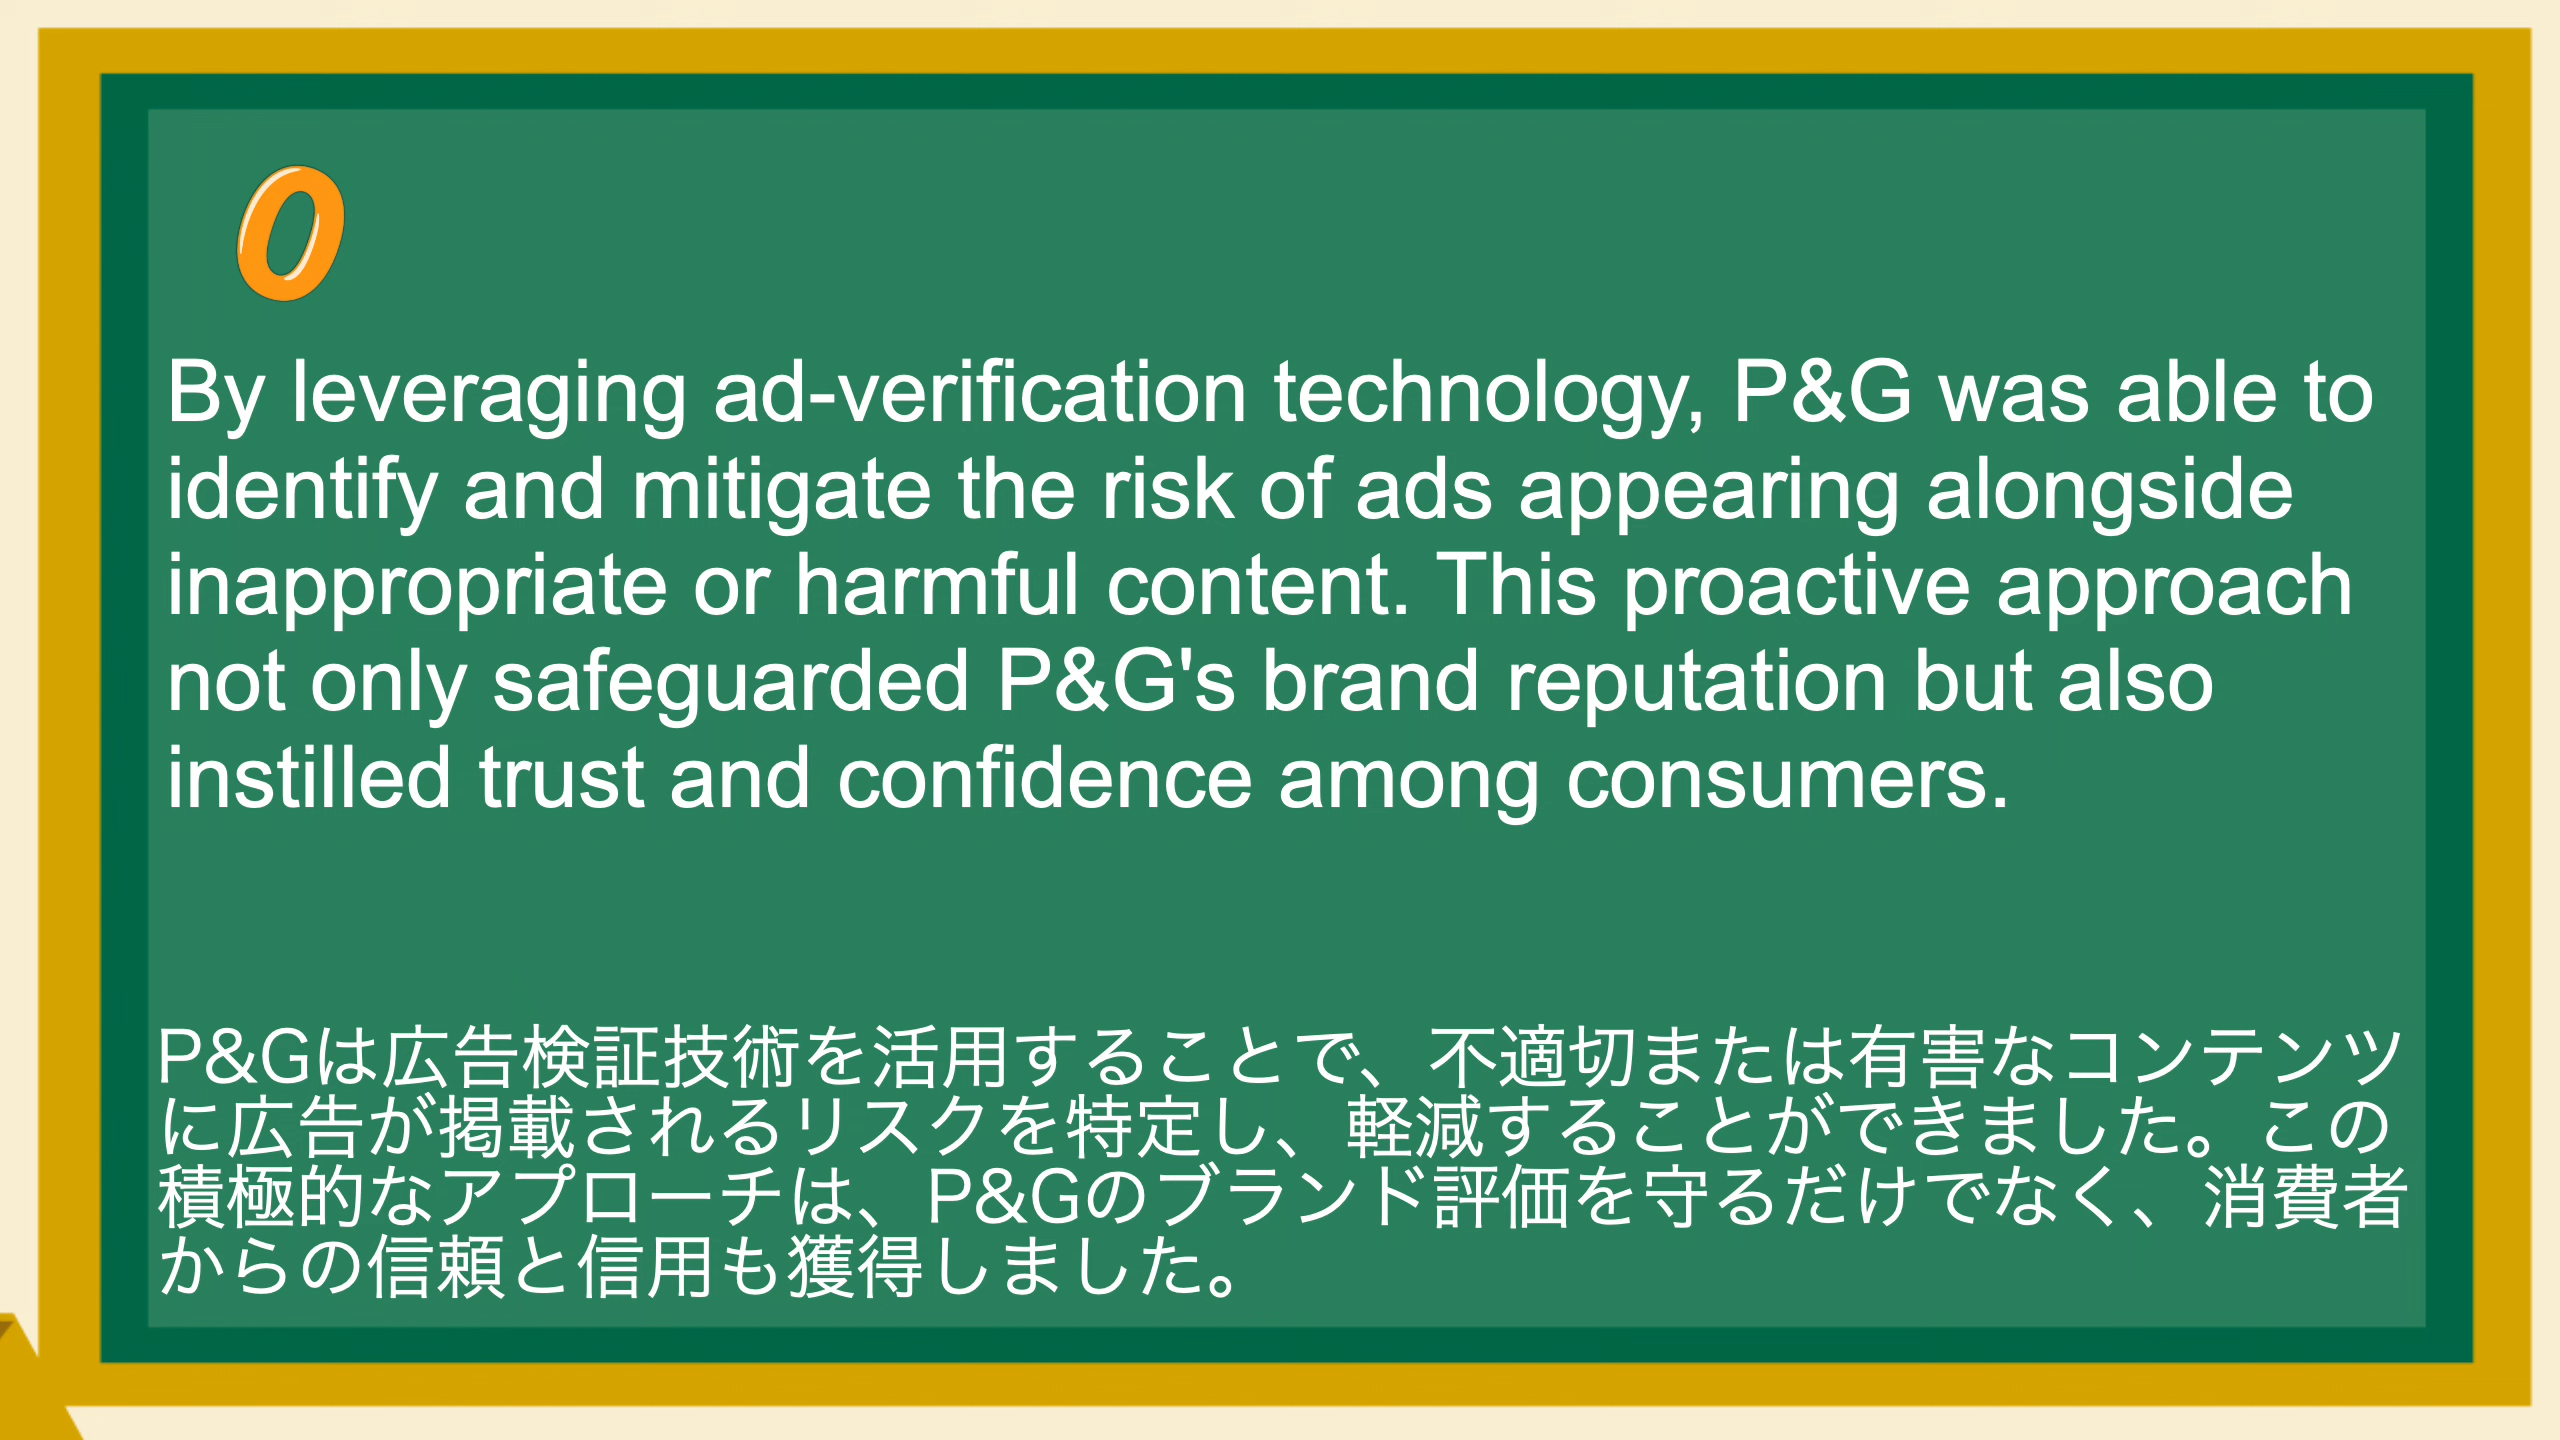 0
By leveraging ad-verification technology, P&G was able to
identify and mitigate the risk of ads appearing alongside
inappropriate or harmful content. This proactive approach
not only safeguarded P&G's brand reputation but also
instilled trust and confidence among consumers.
P&Gは広告検証技術を活用することで、不適切または有害なコンテンツ
に広告が掲載されるリスクを特定し、軽減することができました。この
積極的なアプローチは、P&Gのブランド評価を守るだけでなく、消費者
からの信頼と信用も獲得しました。